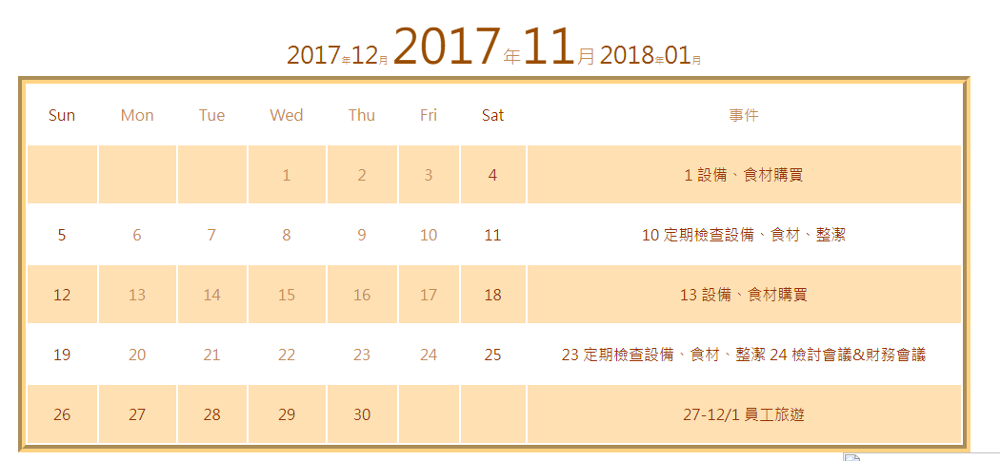 2017年12月 2017年11月 2018年01月
Sun Mon Tue Wed Thu Fri Sat 事件
1 2 3 4 1 設備、食材購買
5 6 7 8 9 10 11 10 定期檢查設備、食材、整潔
12 13 14 15 16 17 18 13 設備、食材購買
19 20 21 22 23 24 25 23 定期檢查設備、食材、整潔 24 檢討會議&財務會議
26 27 28 29 30 27-12/1 員工旅遊